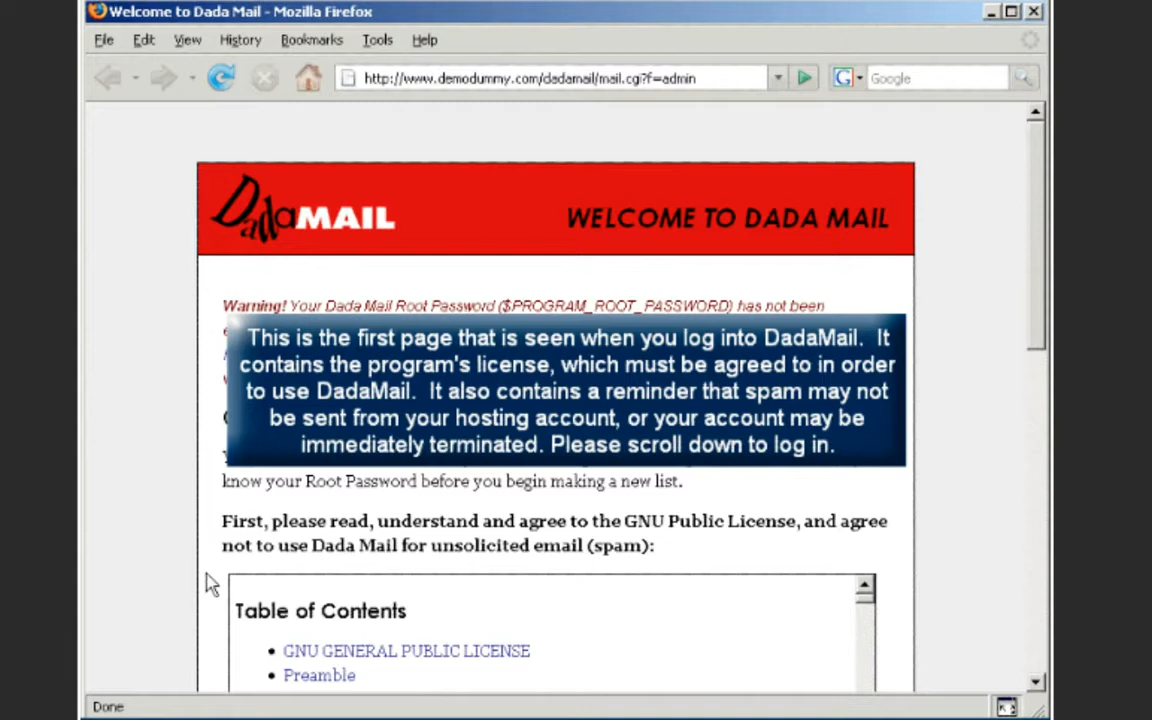 Welcome to Dada Mail - Mozilla Firefox
File Edit View History Bookmarks Tools Help
http://www.demodummy.com/dadamail/mail.cgi?f=admin
G Google
DadaMAIL
WELCOME TO DADA MAIL
Warning! Your Dada Mail Root Password ($PROGRAM_ROOT_PASSWORD) has not been
This is the first page that is seen when you log into DadaMail. It
contains the program's license, which must be agreed to in order
to use DadaMail. It also contains a reminder that spam may not
be sent from your hosting account, or your account may be
immediately terminated. Please scroll down to log in.
know your Root Password before you begin making a new list.
First, please read, understand and agree to the GNU Public License, and agree
not to use Dada Mail for unsolicited email (spam):
Table of Contents
• GNU GENERAL PUBLIC LICENSE
• Preamble
Done